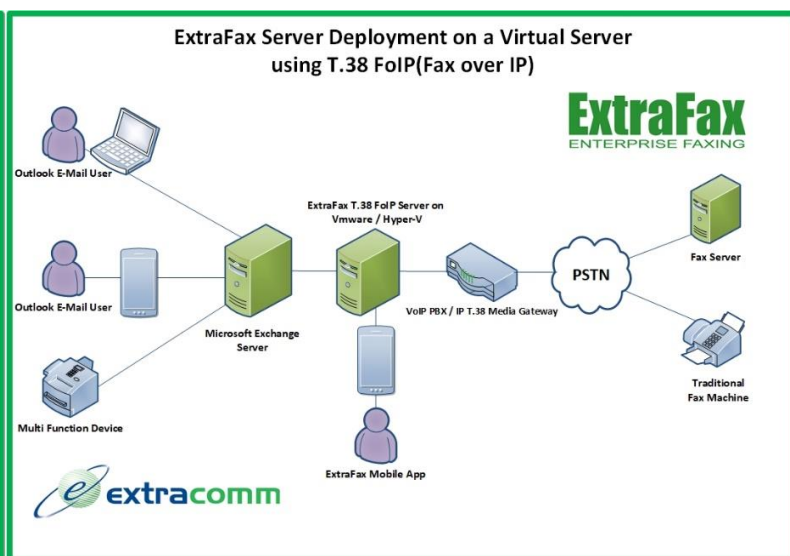 ExtraFax Server Deployment on a Virtual Server
using T.38 FoIP(Fax over IP)
ExtraFax
ENTERPRISE FAXING
Outlook E-Mail User
ExtraFax T.38 FoIP Server on
Vmware / Hyper-V
Fax Server
PSTN
Outlook E-Mail User
VoIP PBX / IP T.38 Media Gateway
Microsoft Exchange
Server
Traditional
Fax Machine
Multi Function Device
ExtraFax Mobile App
e extracomm